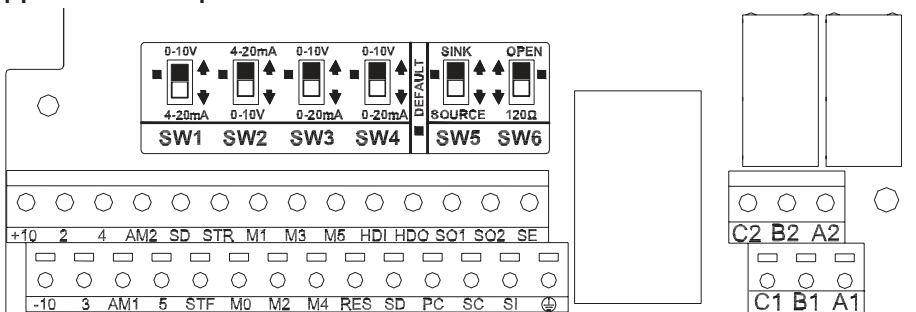 0-10V 4-20mA 0-10V 0-10V SINK OPEN
DEFAULT
4-20mA 0-10V 0-20mA 0-20mA SOURCE 120Ω
SW1 SW2 SW3 SW4 SW5 SW6
+10 2 4 AM2 SD STR M1 M3 M5 HDI HDO SO1 SO2 SE
C2 B2 A2
-10 3 AM1 5 STF M0 M2 M4 RES SD PC SC SI
C1 B1 A1